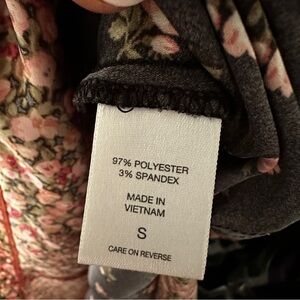 97% POLYESTER
3% SPANDEX
MADE IN
VIETNAM
S
CARE ON REVERSE